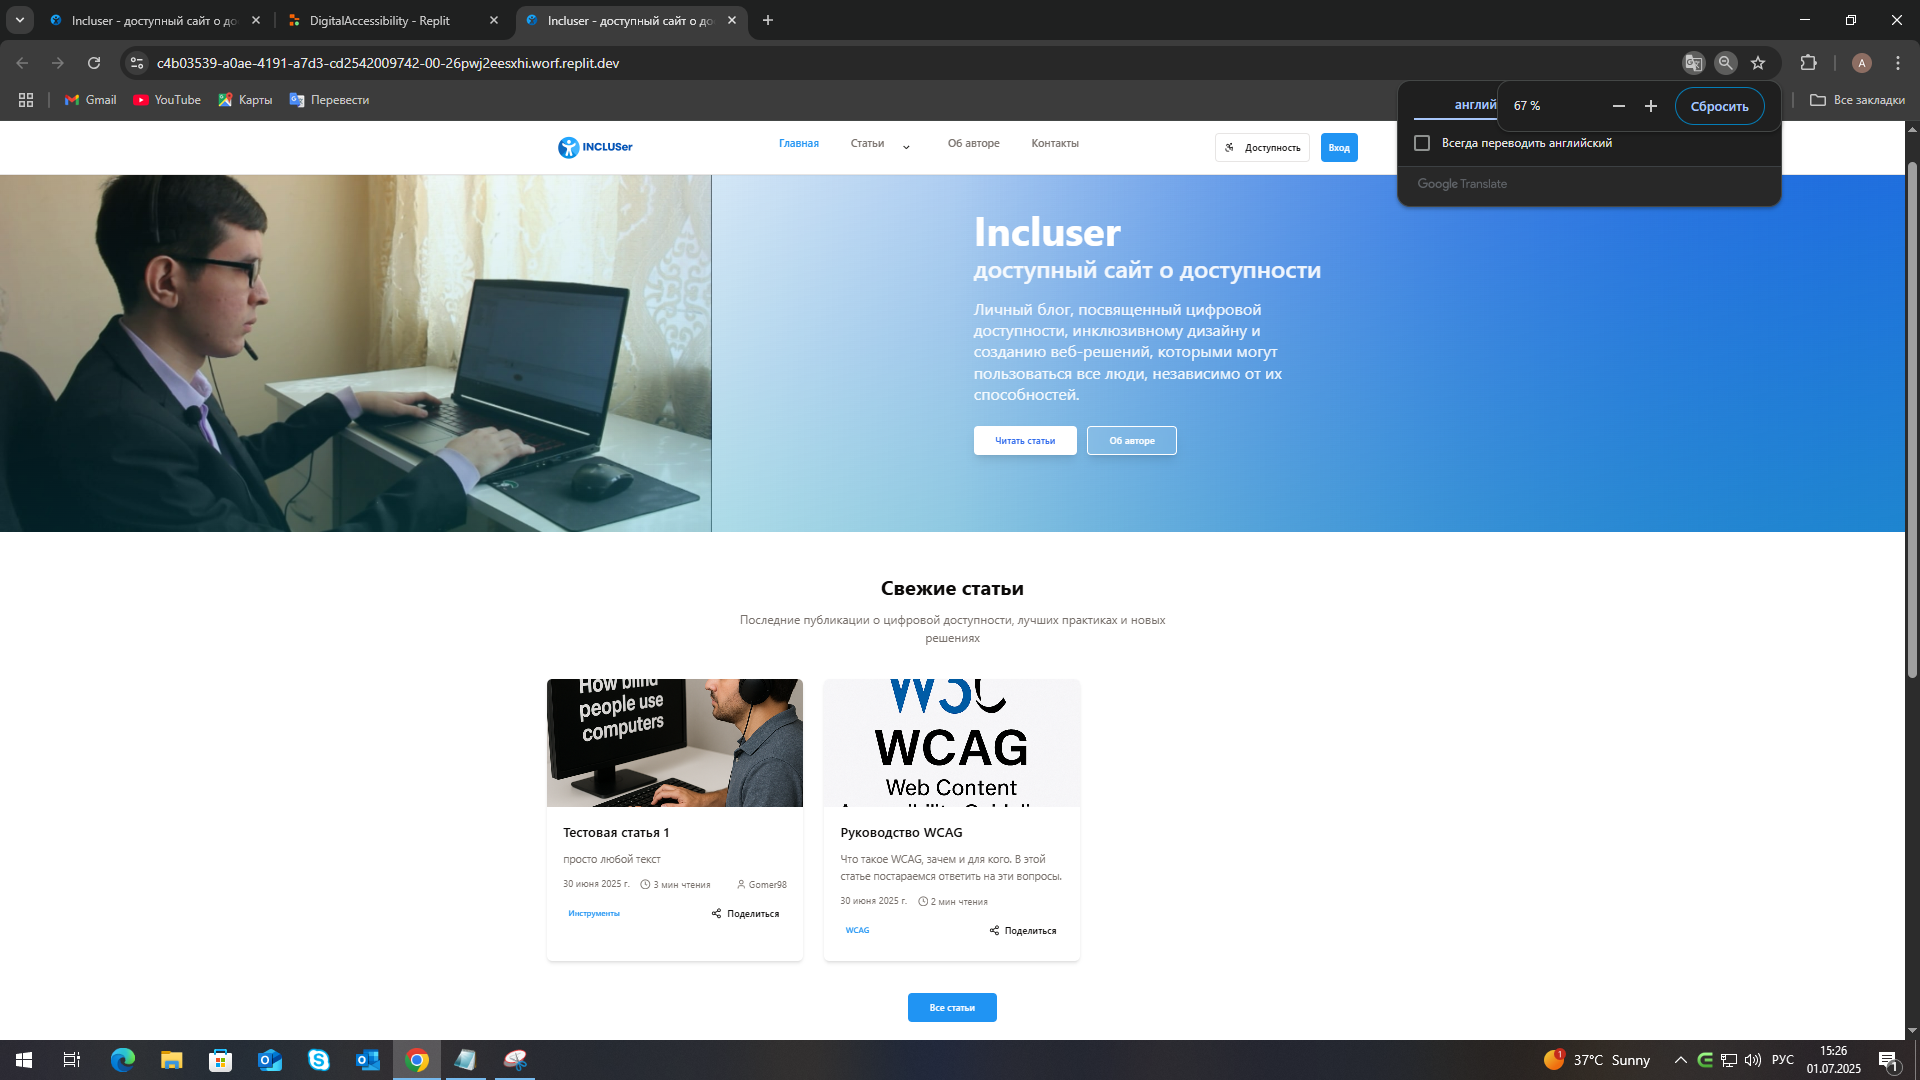 Incluser - доступный сайт о до
DigitalAccessibility - Replit
Incluser - доступный сайт о до
c4b03539-a0ae-4191-a7d3-cd2542009742-00-26pwj2eesxhi.worf.replit.dev
A
Gmail
YouTube
Карты
Перевести
Все закладки
англий
67 %
Сбросить
Всегда переводить английский
Google Translate
INCLUSer
Главная
Статьи
Об авторе
Контакты
Доступность
Вход
Incluser
доступный сайт о доступности
Личный блог, посвященный цифровой
доступности, инклюзивному дизайну и
созданию веб-решений, которыми могут
пользоваться все люди, независимо от их
способностей.
Читать статьи
Об авторе
Свежие статьи
Последние публикации о цифровой доступности, лучших практиках и новых
решениях
How blind
people use
computers
W3C
WCAG
Web Content
Тестовая статья 1
просто любой текст
30 июня 2025 г.
3 мин чтения
Gomer98
Инструменты
Поделиться
Руководство WCAG
Что такое WCAG, зачем и для кого. В этой
статье постараемся ответить на эти вопросы.
30 июня 2025 г.
2 мин чтения
WCAG
Поделиться
Все статьи
1
37°C Sunny
РУС
15:26
01.07.2025
1